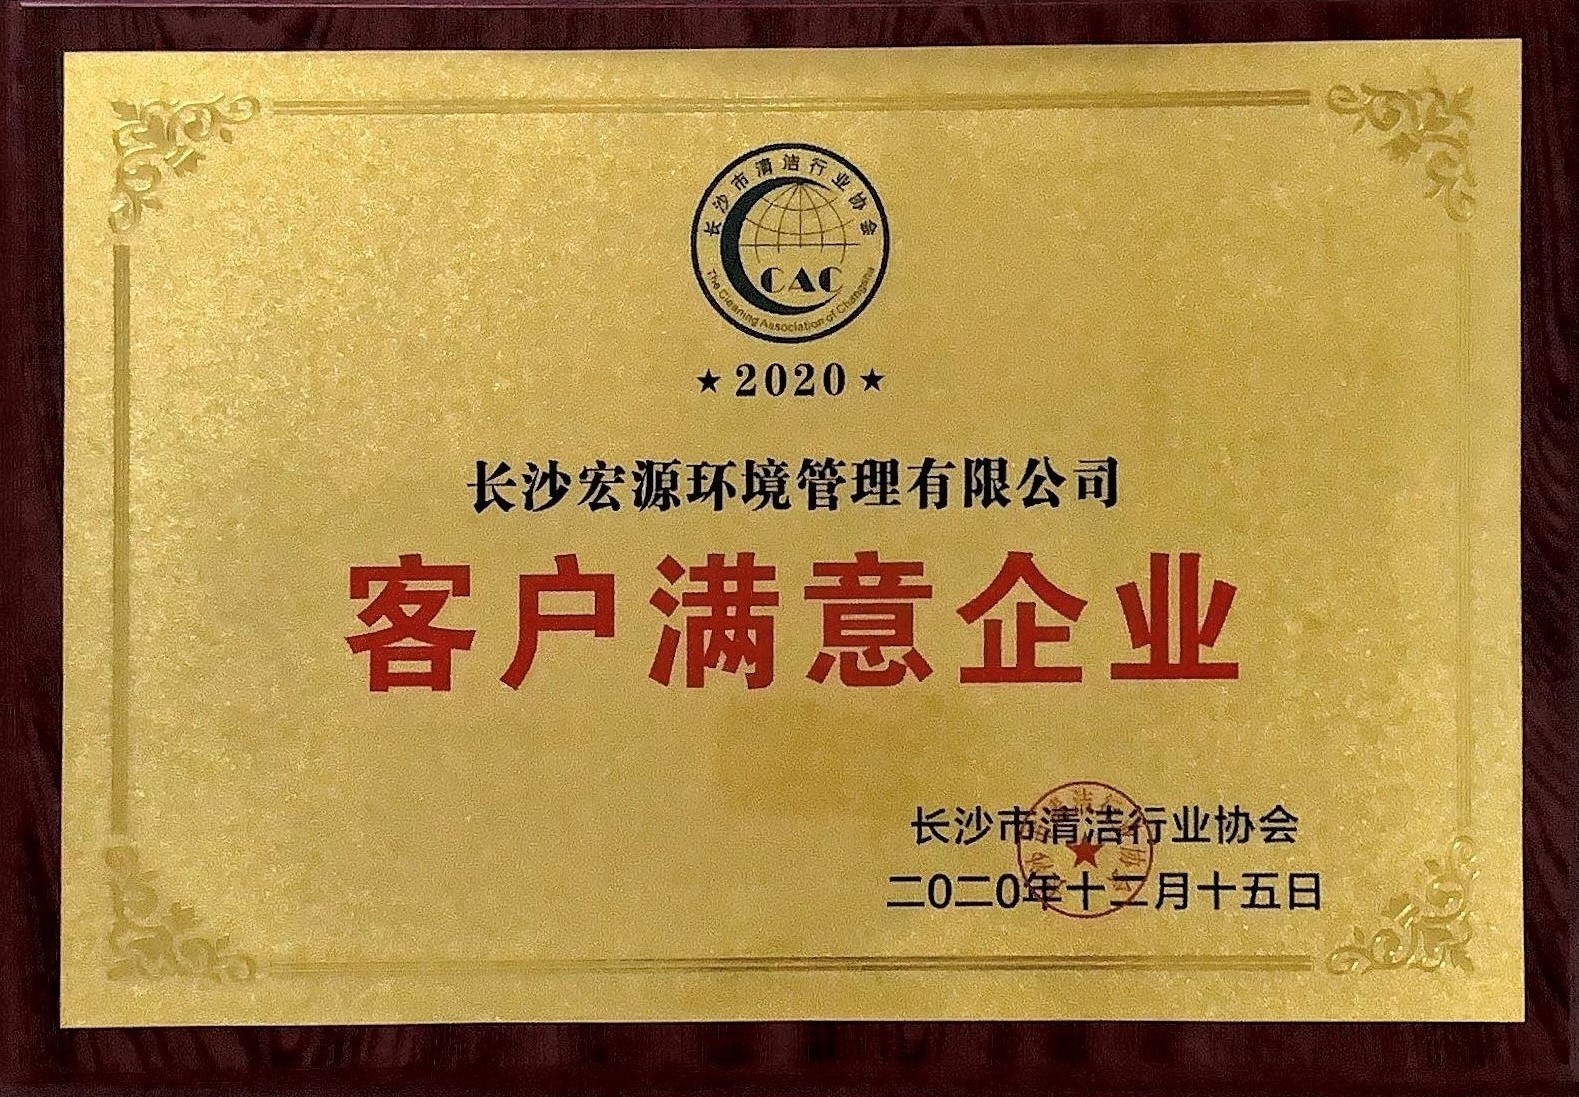 长沙市清洁行业协会
CAC
The Cleaning Association of Changsha
★2020★
长沙宏源环境管理有限公司
客户满意企业
长沙市清洁行业协会
二0二0年十二月十五日